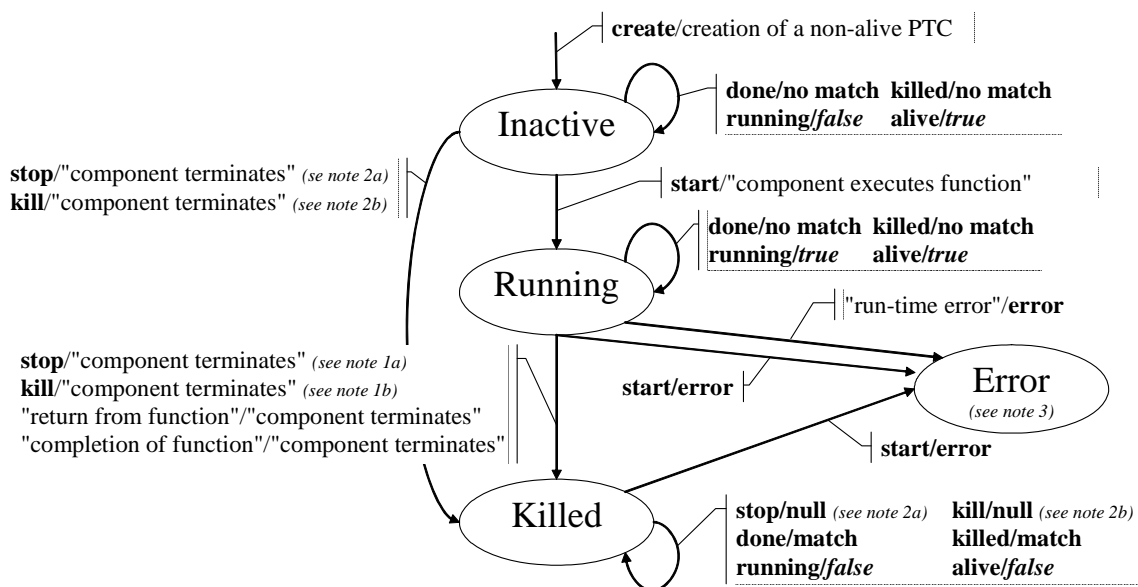 create/creation of a non-alive PTC
done/no match killed/no match
running/false alive/true
Inactive
stop/"component terminates" (se note 2a)
kill/"component terminates" (see note 2b)
start/"component executes function"
done/no match killed/no match
running/true alive/true
Running
"run-time error"/error
stop/"component terminates" (see note 1a)
kill/"component terminates" (see note 1b)
"return from function"/"component terminates"
"completion of function"/"component terminates"
start/error
Error
(see note 3)
start/error
Killed
stop/null (see note 2a) kill/null (see note 2b)
done/match killed/match
running/false alive/false